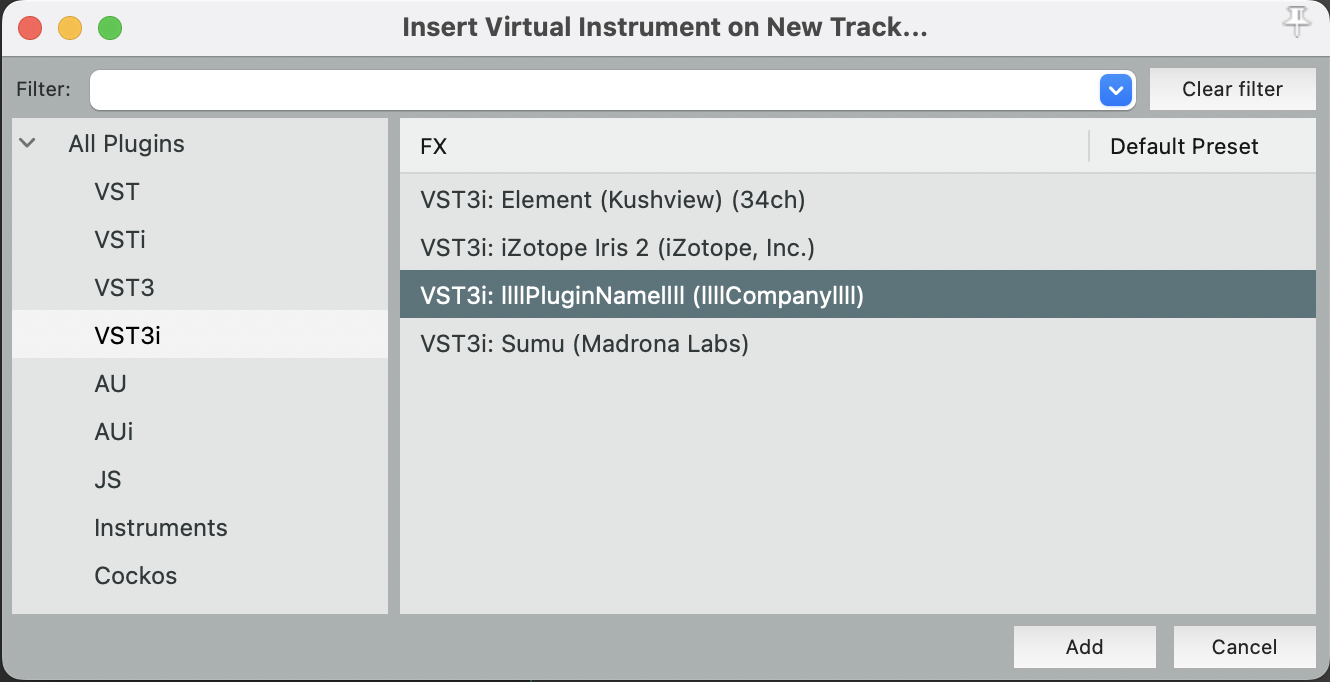 Insert Virtual Instrument on New Track...
Filter:
Clear filter
All Plugins
VST
VSTi
VST3
VST3i
AU
AUi
JS
Instruments
Cockos
FX
Default Preset
VST3i: Element (Kushview) (34ch)
VST3i: iZotope Iris 2 (iZotope, Inc.)
VST3i: llllPluginNamellll (llllCompanyllll)
VST3i: Sumu (Madrona Labs)
Add
Cancel